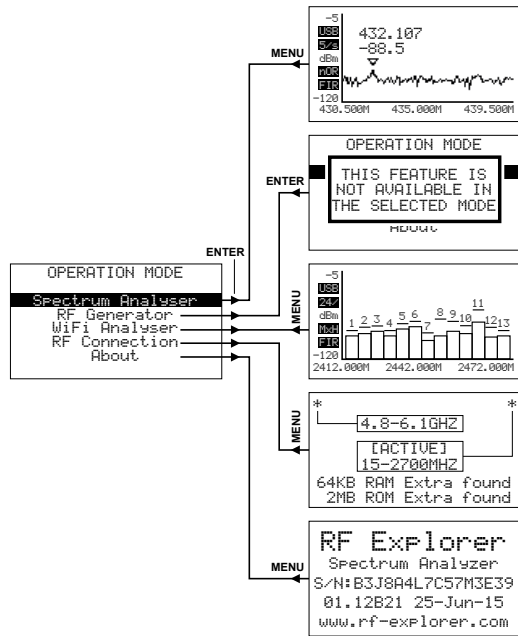 OPERATION MODE
Spectrum Analyser
RF Generator
WiFi Analyser
RF Connection
About
ENTER
MENU
-5
USB
5/s
dBm
nOR
FIR
-120
432.107
-88.5
430.500M 435.000M 439.500M
ENTER
OPERATION MODE
THIS FEATURE IS
NOT AVAILABLE IN
THE SELECTED MODE
About
MENU
-5
USB
24/
dBm
MxH
FIR
-120
1 2 3 4 5 6 7 8 9 10 11 12 13
2412.000M 2442.000M 2472.000M
MENU
* *
4.8-6.1GHZ
[ACTIVE]
15-2700MHZ
64KB RAM Extra found
2MB ROM Extra found
MENU
RF Explorer
Spectrum Analyzer
S/N:B3J8A4L7C57M3E39
01.12B21 25-Jun-15
www.rf-explorer.com